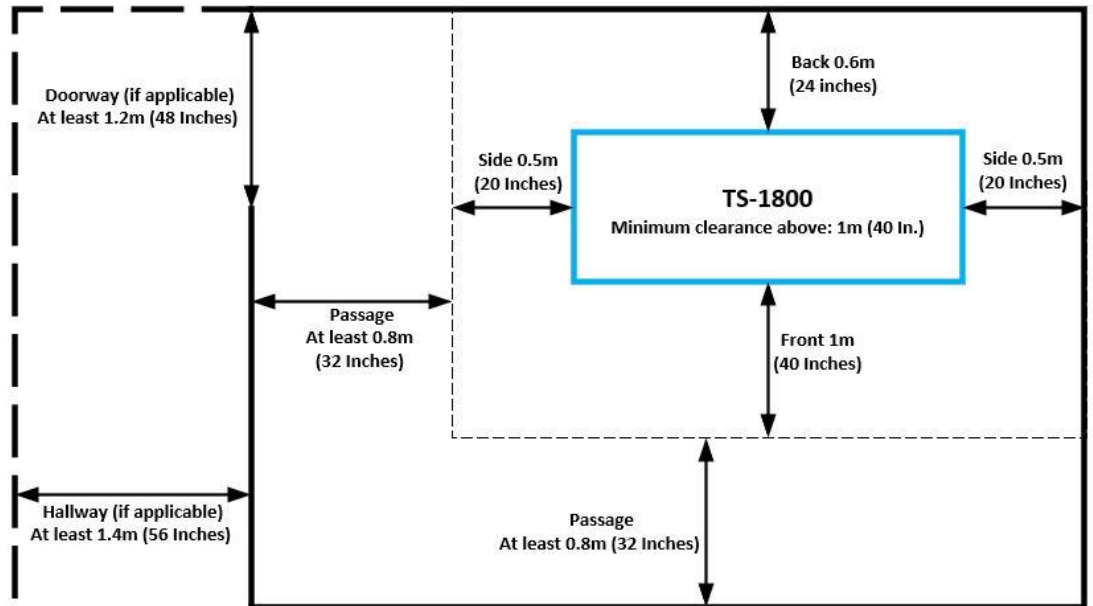 Back 0.6m
(24 inches)
Doorway (if applicable)
At least 1.2m (48 Inches)
Side 0.5m
(20 Inches)
TS-1800
Minimum clearance above: 1m (40 In.)
Side 0.5m
(20 Inches)
Passage
At least 0.8m
(32 Inches)
Front 1m
(40 Inches)
Hallway (if applicable)
At least 1.4m (56 Inches)
Passage
At least 0.8m (32 Inches)